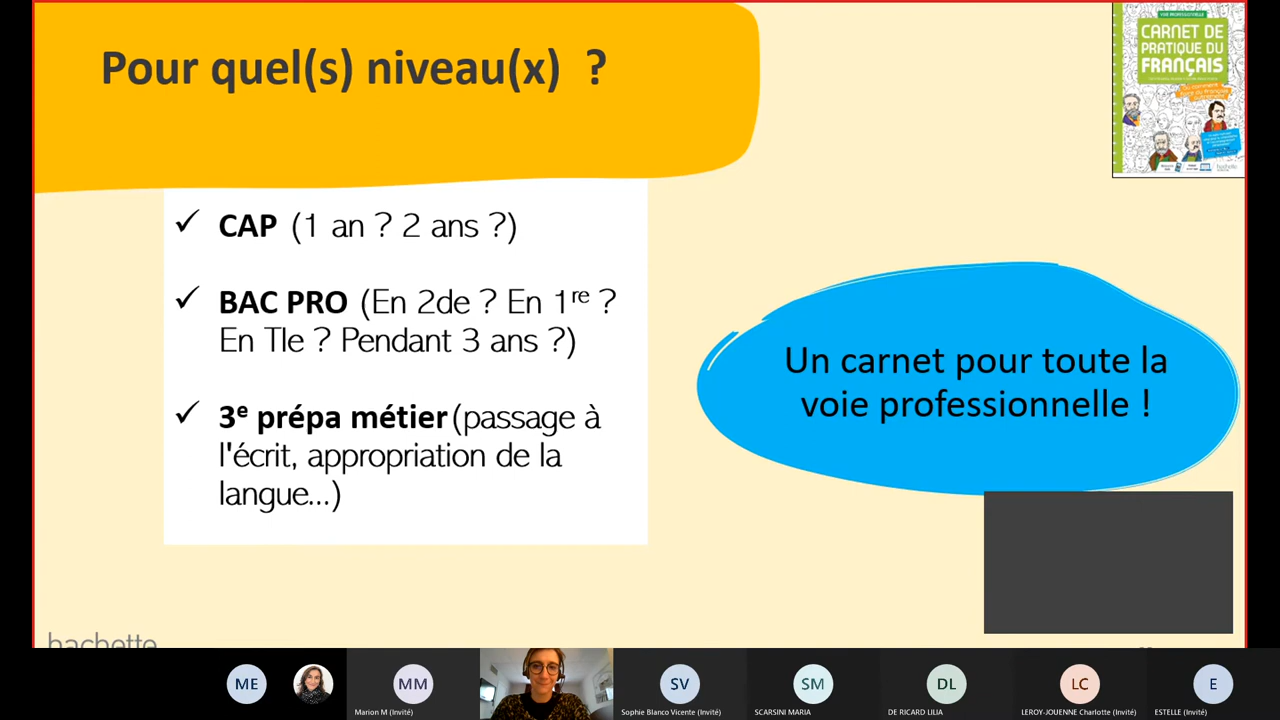 Pour quel(s) niveau(x) ?
VOIE PROFESSIONNELLE
CARNET DE
PRATIQUE DU
FRANÇAIS
✓ CAP (1 an ? 2 ans ?)
✓ BAC PRO (En 2de ? En 1re ?
En Tle ? Pendant 3 ans ?)
✓ 3e prépa métier (passage à
l'écrit, appropriation de la
langue...)
Un carnet pour toute la
voie professionnelle !
hachette
ME
MM
Marion M (Invité)
SV
Sophie Blanco Vicente (Invité)
SM
SCARSINI MARIA
DL
DE RICARD LILIA
LC
LEROY-JOUENNE Charlotte (Invité)
E
ESTELLE (Invité)